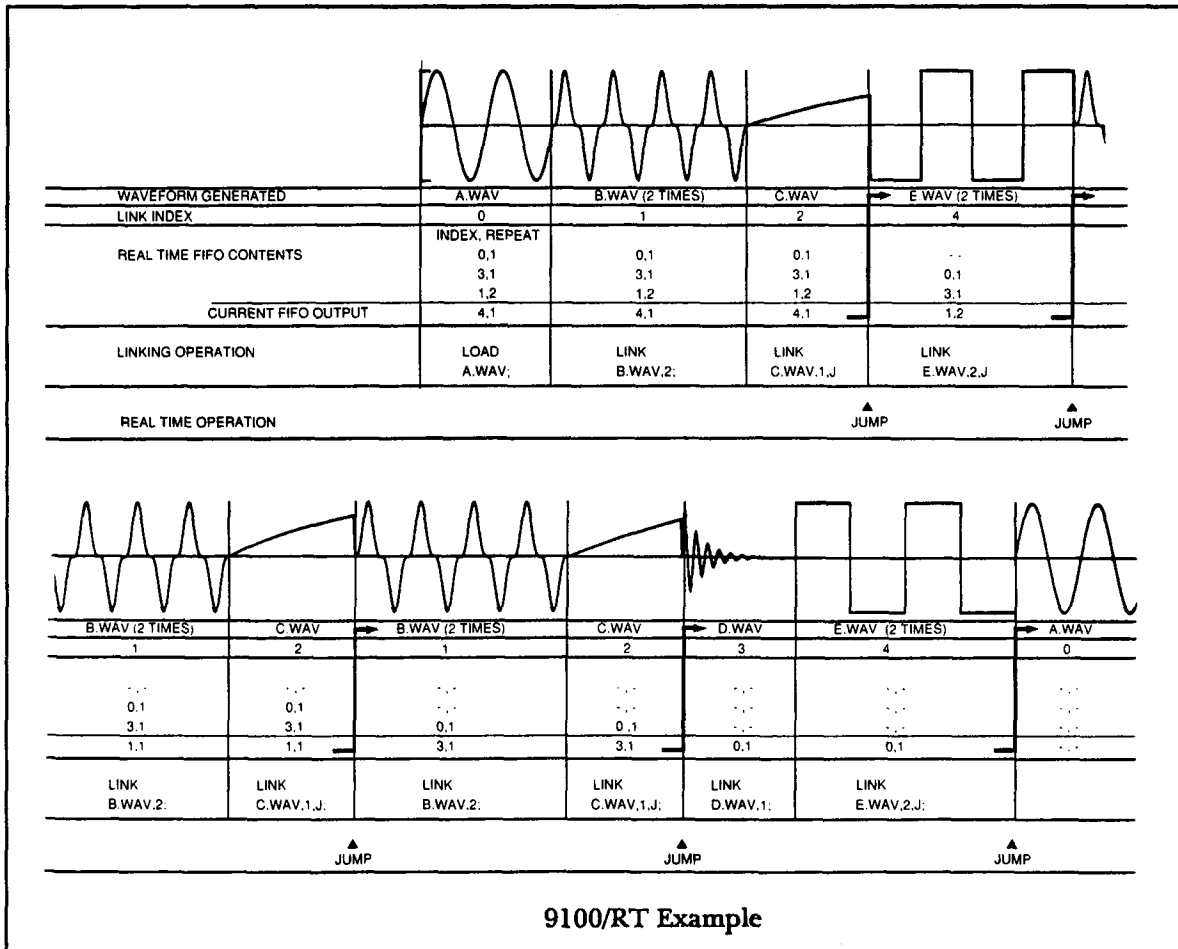 WAVEFORM GENERATED A.WAV B.WAV (2 TIMES) C.WAV E.WAV (2 TIMES)
LINK INDEX 0 1 2 4
INDEX, REPEAT
REAL TIME FIFO CONTENTS 0,1 0,1 0.1 - -
3,1 3,1 3,1 0,1
1,2 1,2 1,2 3.1
CURRENT FIFO OUTPUT 4,1 4,1 4,1 1,2
LINKING OPERATION LOAD LINK LINK LINK
A.WAV; B.WAV,2; C.WAV.1,J E.WAV.2,J
REAL TIME OPERATION
JUMP JUMP
B.WAV (2 TIMES) C.WAV B.WAV (2 TIMES) C.WAV D.WAV E.WAV (2 TIMES) A.WAV
1 2 1 2 3 4 0
-,- -,- -,- -,- -,- -,- -,-
0.1 0,1 -,- -,- -,- -,- -,-
3.1 3,1 0,1 0,1 -,- -,- -,-
1,1 1,1 3,1 3,1 0,1 0,1 -,-
LINK LINK LINK LINK LINK LINK
B.WAV.2; C.WAV,1,J; B.WAV.2; C.WAV,1,J; D.WAV,1; E.WAV,2,J;
JUMP JUMP JUMP
9100/RT Example